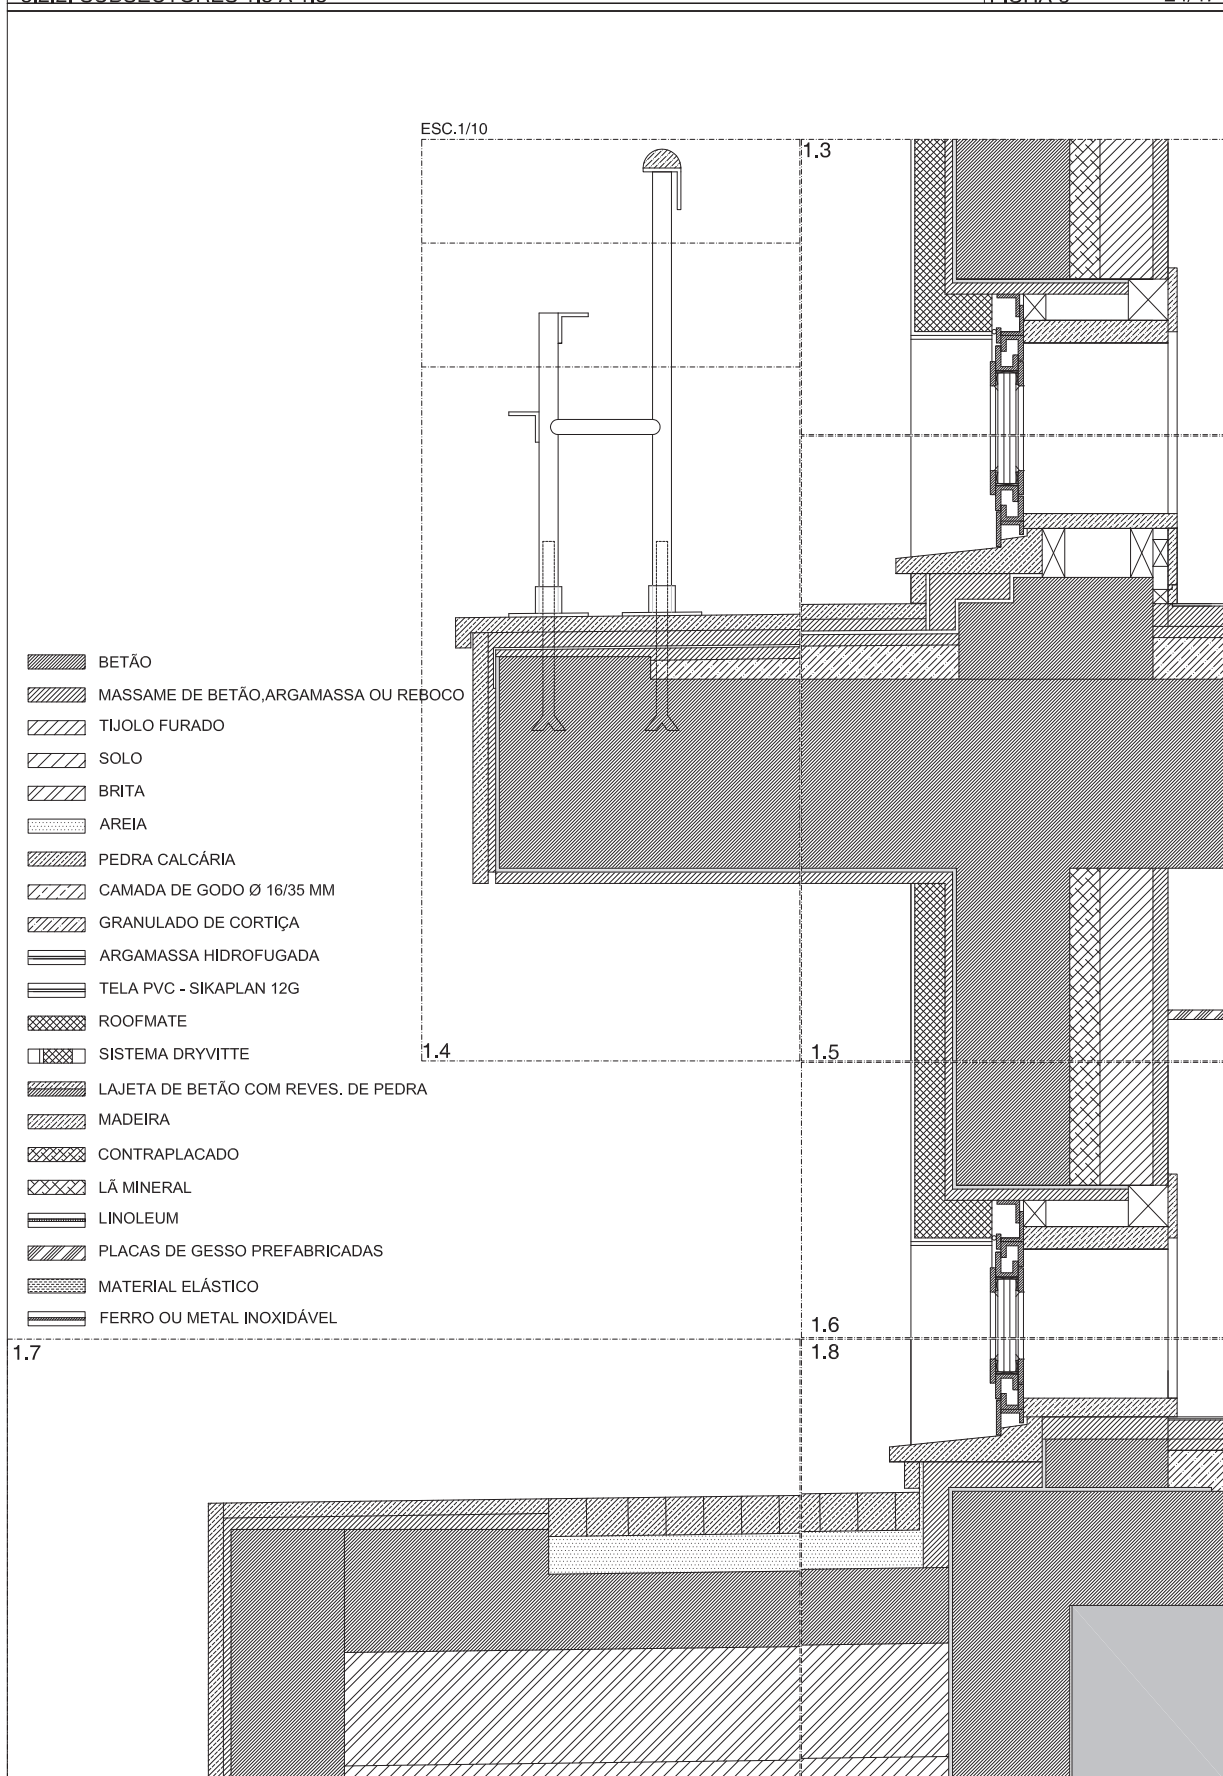 ESC.1/10
1.3
BETÃO
MASSAME DE BETÃO,ARGAMASSA OU REBOCO
TIJOLO FURADO
SOLO
BRITA
AREIA
PEDRA CALCÁRIA
CAMADA DE GODO Ø 16/35 MM
GRANULADO DE CORTIÇA
ARGAMASSA HIDROFUGADA
TELA PVC - SIKAPLAN 12G
ROOFMATE
SISTEMA DRYVITTE
LAJETA DE BETÃO COM REVES. DE PEDRA
MADEIRA
CONTRAPLACADO
LÃ MINERAL
LINOLEUM
PLACAS DE GESSO PREFABRICADAS
MATERIAL ELÁSTICO
FERRO OU METAL INOXIDÁVEL
1.4
1.5
1.6
1.7
1.8